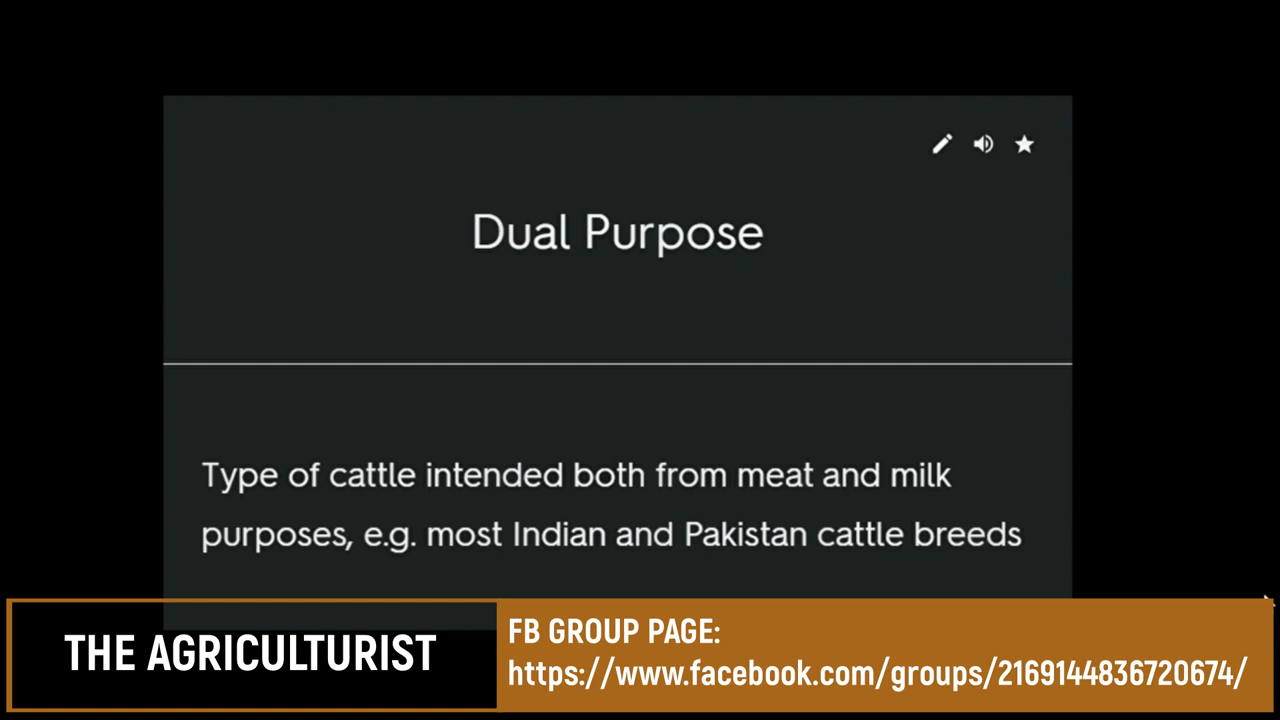 Dual Purpose
Type of cattle intended both from meat and milk
purposes, e.g. most Indian and Pakistan cattle breeds
THE AGRICULTURIST
FB GROUP PAGE:
https://www.facebook.com/groups/2169144836720674/